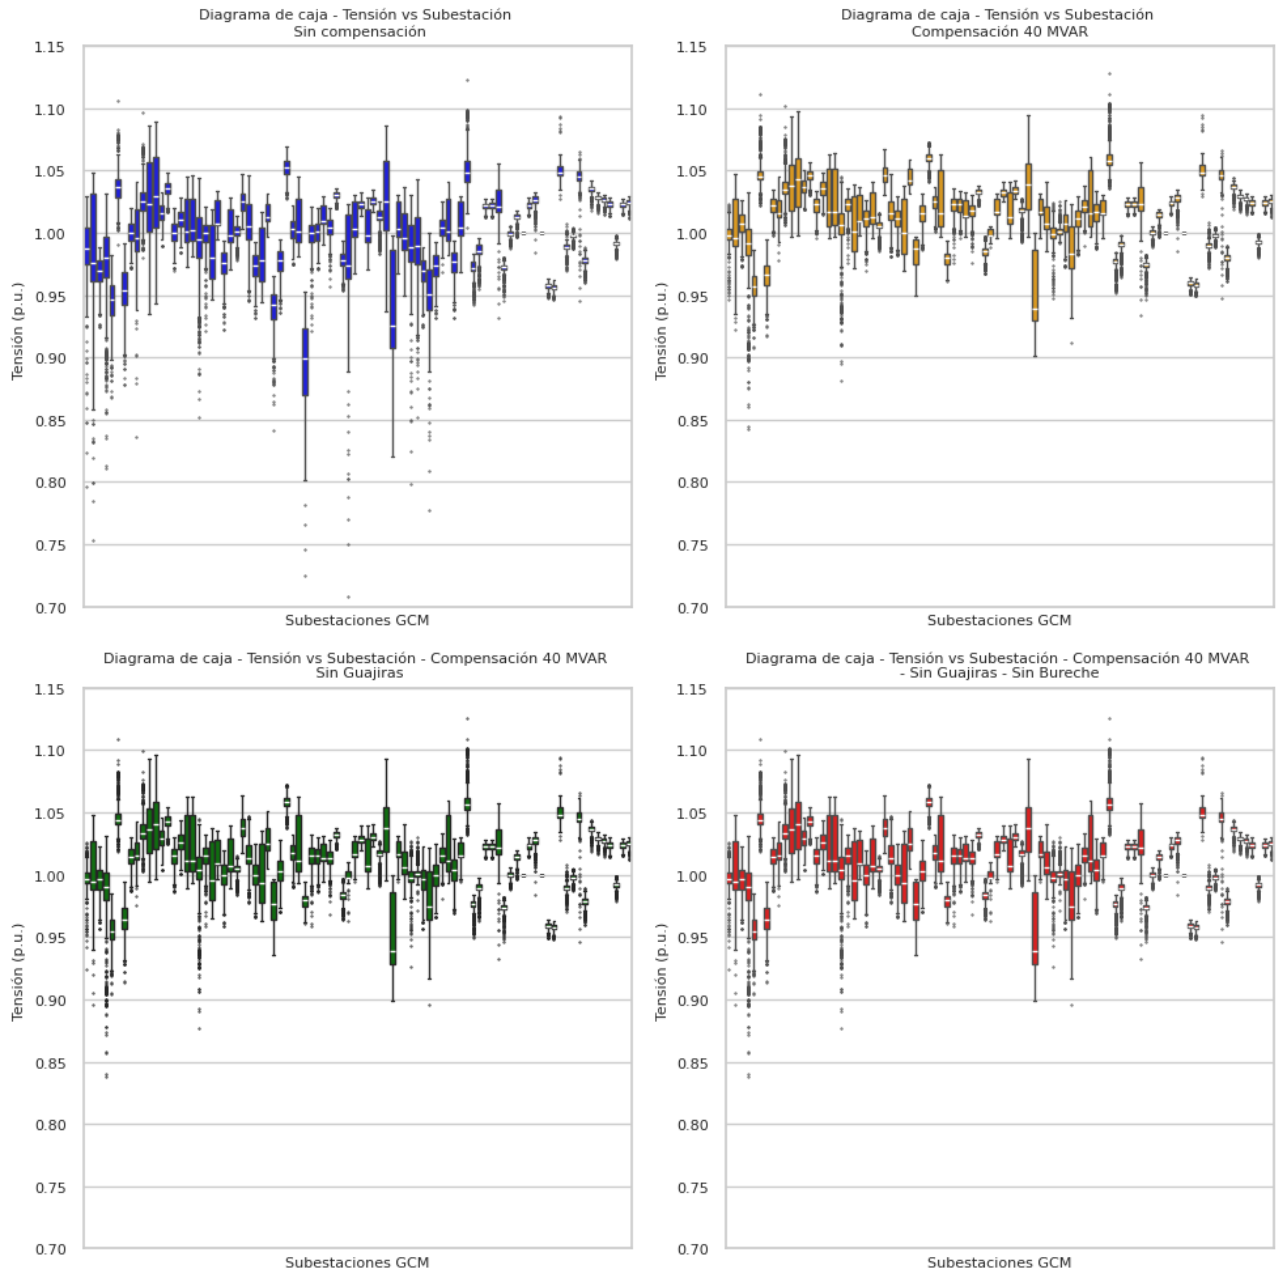 Diagrama de caja - Tensión vs Subestación
Sin compensación
1.15
1.10
1.05
1.00
0.95
0.90
0.85
0.80
0.75
0.70
Tensión (p.u.)
Subestaciones GCM
Diagrama de caja - Tensión vs Subestación
Compensación 40 MVAR
1.15
1.10
1.05
1.00
0.95
0.90
0.85
0.80
0.75
0.70
Tensión (p.u.)
Subestaciones GCM
Diagrama de caja - Tensión vs Subestación - Compensación 40 MVAR
Sin Guajiras
1.15
1.10
1.05
1.00
0.95
0.90
0.85
0.80
0.75
0.70
Tensión (p.u.)
Subestaciones GCM
Diagrama de caja - Tensión vs Subestación - Compensación 40 MVAR
- Sin Guajiras - Sin Bureche
1.15
1.10
1.05
1.00
0.95
0.90
0.85
0.80
0.75
0.70
Tensión (p.u.)
Subestaciones GCM